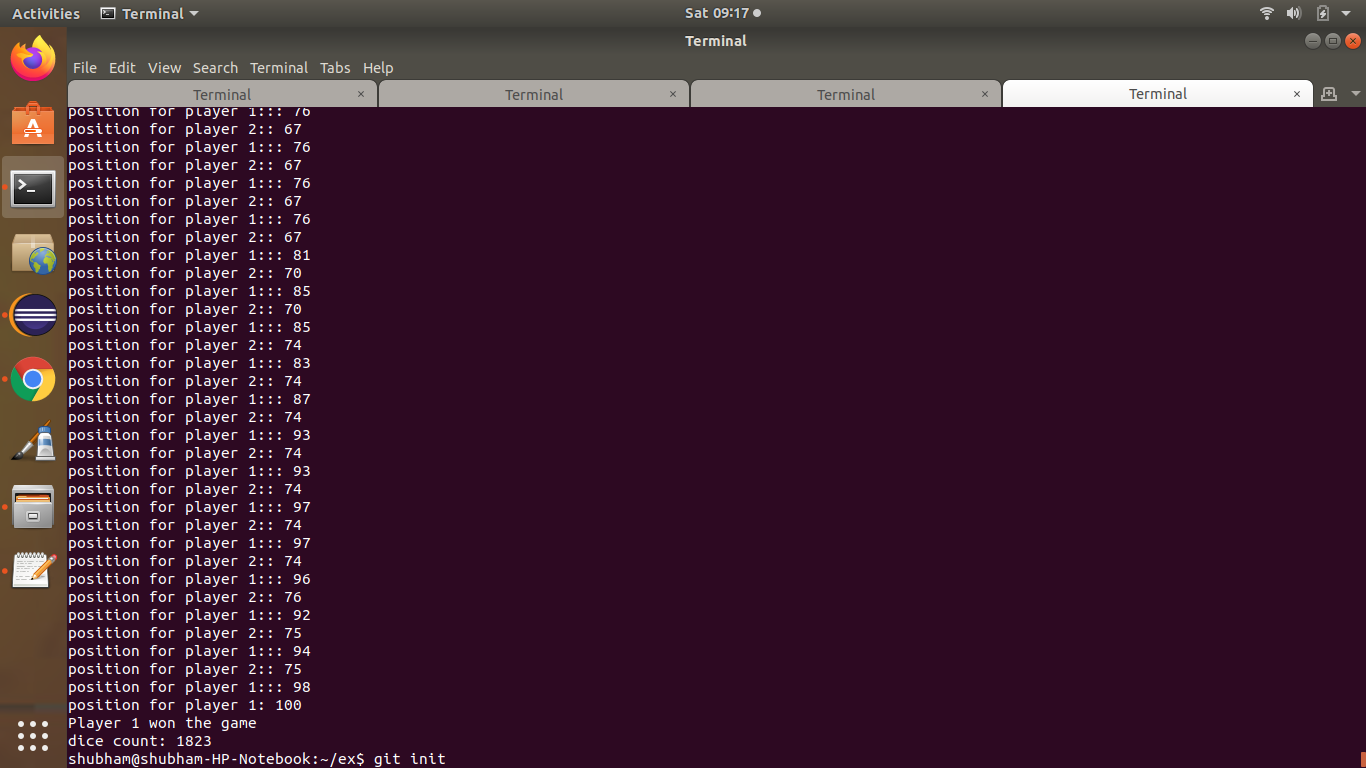 Activities Terminal Sat 09:17
Terminal
File Edit View Search Terminal Tabs Help
Terminal × Terminal × Terminal × Terminal ×
position for player 1::: 76
position for player 2:: 67
position for player 1::: 76
position for player 2:: 67
position for player 1::: 76
position for player 2:: 67
position for player 1::: 76
position for player 2:: 67
position for player 1::: 81
position for player 2:: 70
position for player 1::: 85
position for player 2:: 70
position for player 1::: 85
position for player 2:: 74
position for player 1::: 83
position for player 2:: 74
position for player 1::: 87
position for player 2:: 74
position for player 1::: 93
position for player 2:: 74
position for player 1::: 93
position for player 2:: 74
position for player 1::: 97
position for player 2:: 74
position for player 1::: 97
position for player 2:: 74
position for player 1::: 96
position for player 2:: 76
position for player 1::: 92
position for player 2:: 75
position for player 1::: 94
position for player 2:: 75
position for player 1::: 98
position for player 1: 100
Player 1 won the game
dice count: 1823
shubham@shubham-HP-Notebook:~/ex$ git init